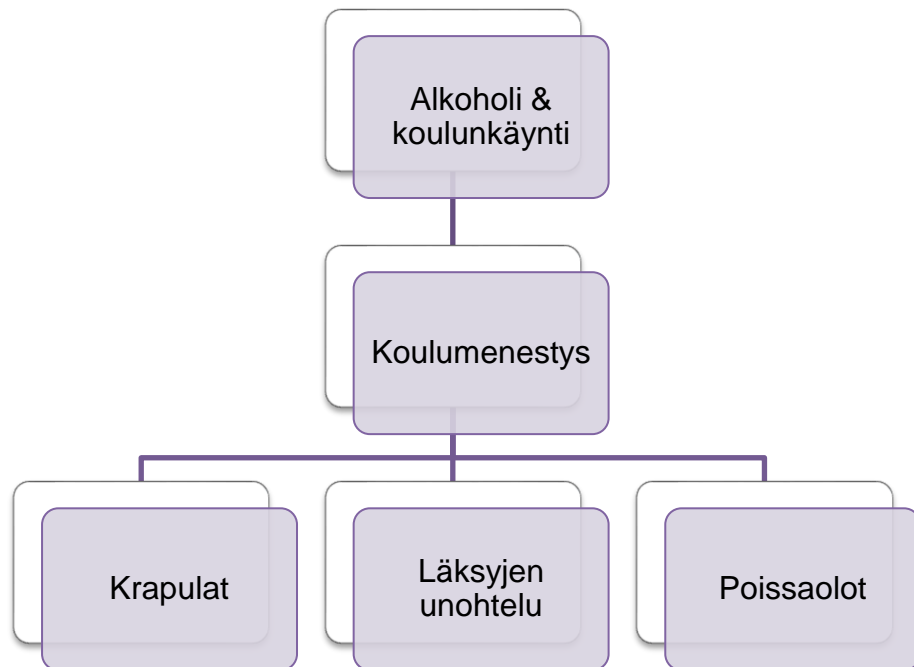 Alkoholi &
koulunkäynti
Koulumenestys
Krapulat
Läksyjen
unohtelu
Poissaolot